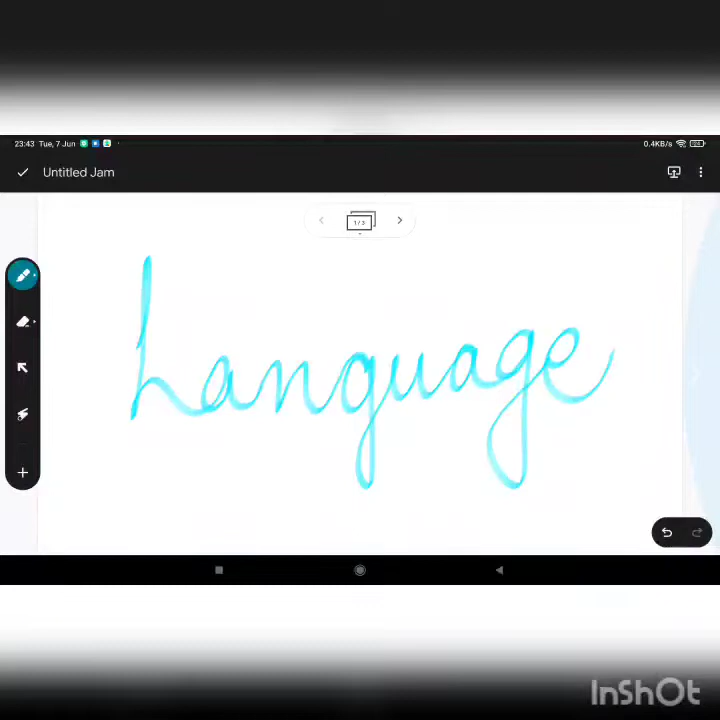 23:43 Tue, 7 Jun
0.4KB/s
Untitled Jam
1 / 3
Language
InShOt